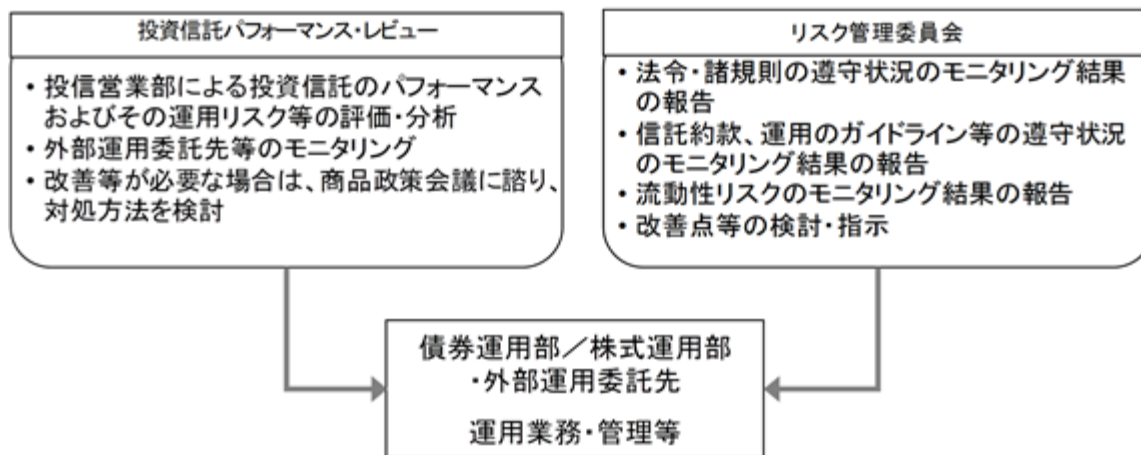 投資信託パフォーマンス・レビュー
・投信営業部による投資信託のパフォーマンス
およびその運用リスク等の評価・分析
・外部運用委託先等のモニタリング
・改善等が必要な場合は、商品政策会議に諮り、
対処方法を検討
リスク管理委員会
・法令・諸規則の遵守状況のモニタリング結果
の報告
・信託約款、運用のガイドライン等の遵守状況
のモニタリング結果の報告
・流動性リスクのモニタリング結果の報告
・改善点等の検討・指示
債券運用部／株式運用部
・外部運用委託先
運用業務・管理等